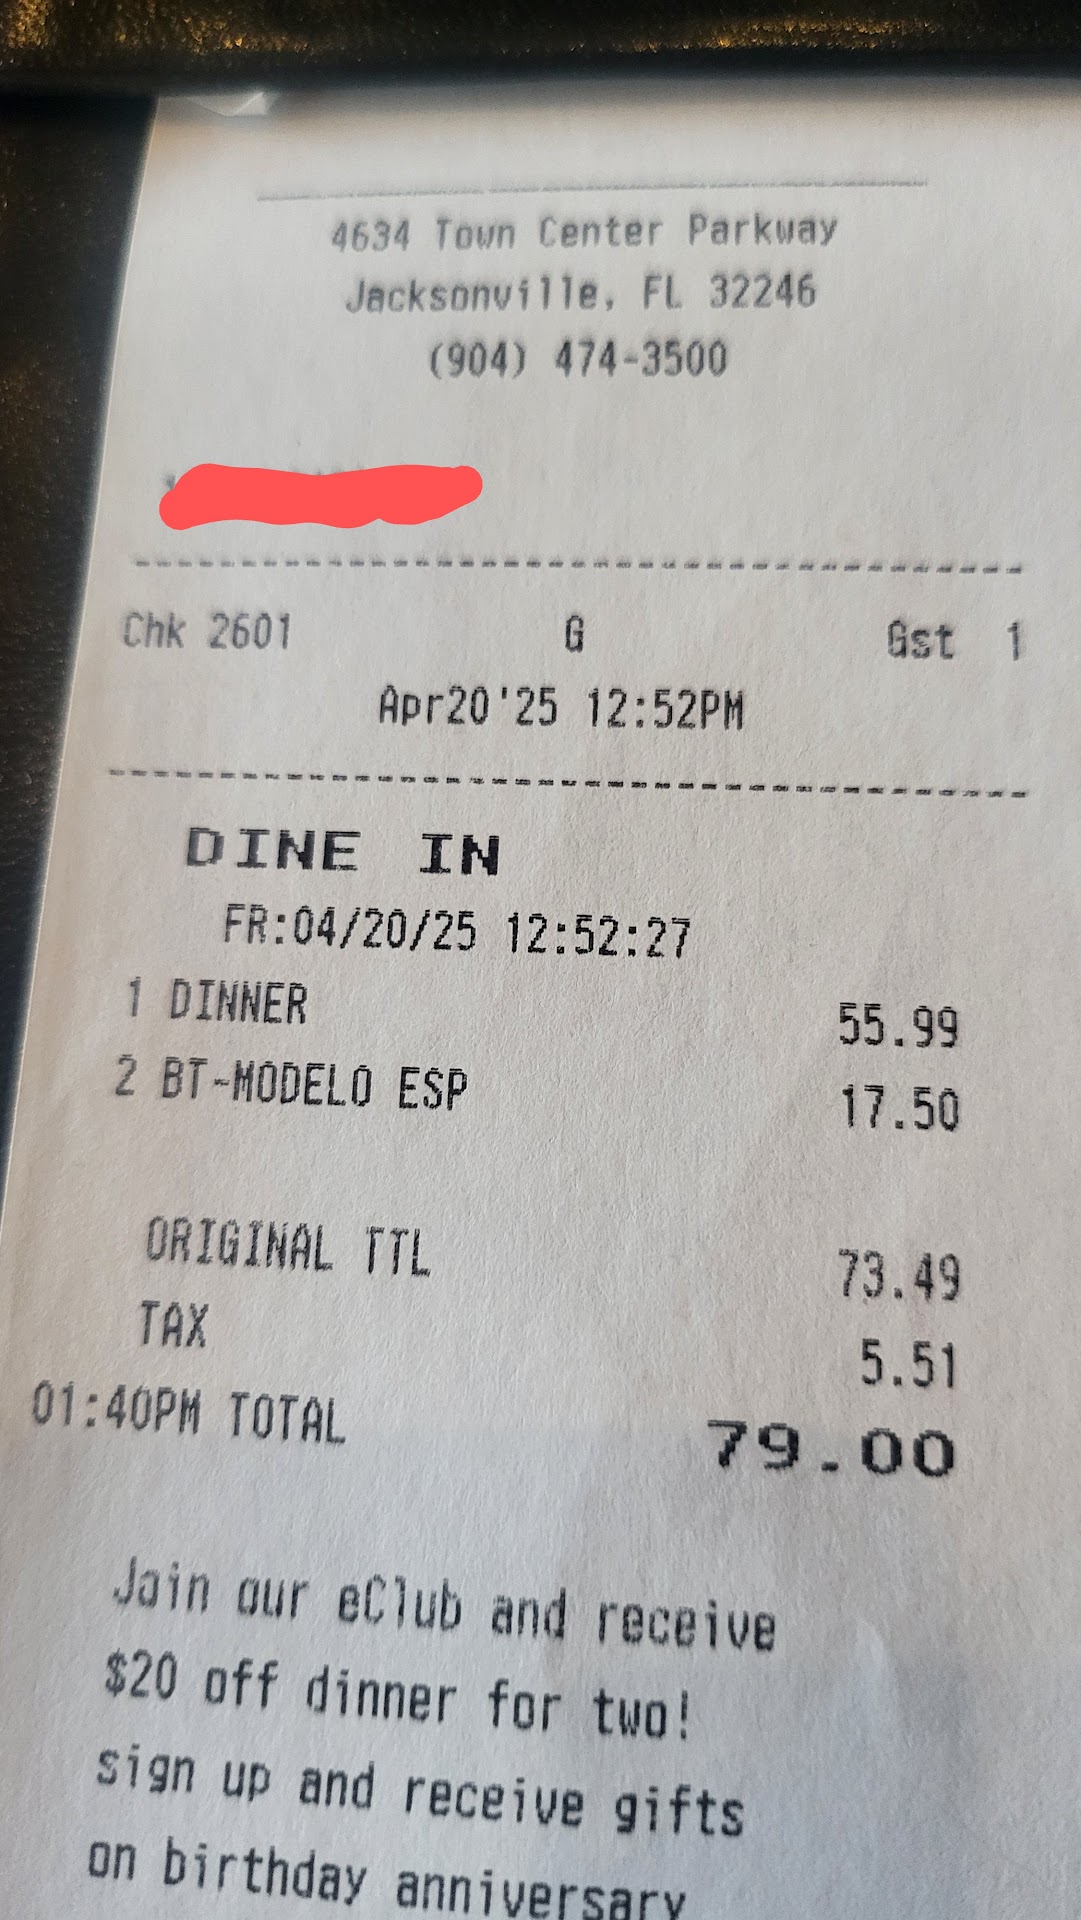 4634 Town Center Parkway
Jacksonville, FL 32246
(904) 474-3500
Chk 2601 G Gst 1
Apr20'25 12:52PM
DINE IN
FR:04/20/25 12:52:27
1 DINNER 55.99
2 BT-MODELO ESP 17.50
ORIGINAL TTL 73.49
TAX 5.51
01:40PM TOTAL 79.00
Join our eClub and receive
$20 off dinner for two!
sign up and receive gifts
on birthday anniversary